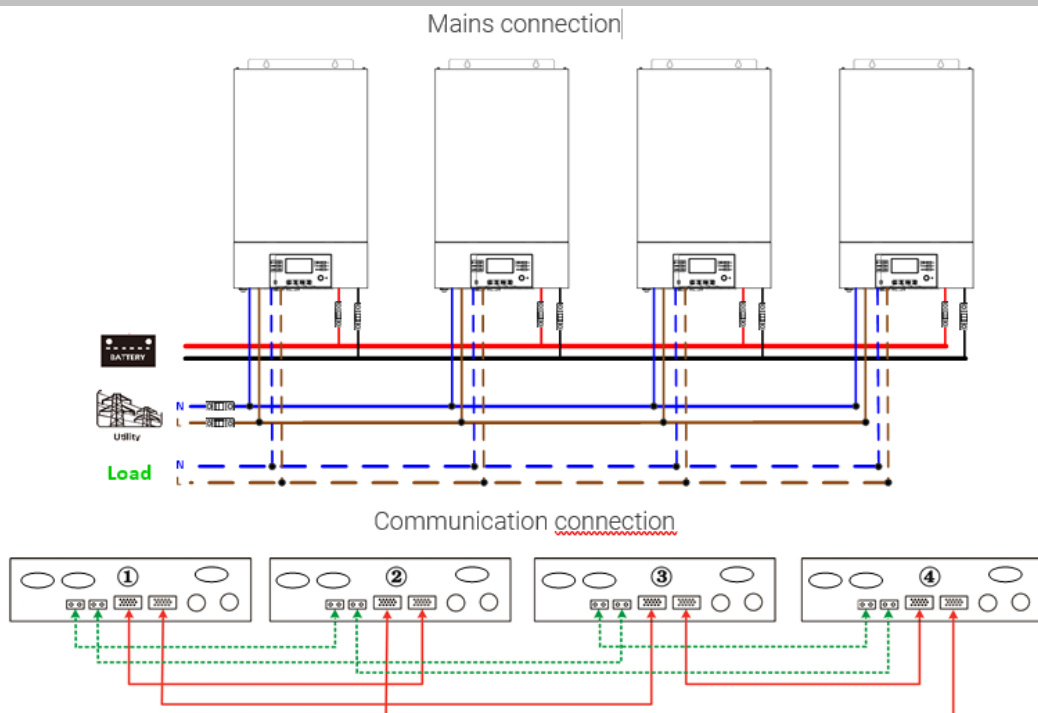 Mains connection
BATTERY
N
L
Utility
Load
N
L
Communication connection
① ② ③ ④